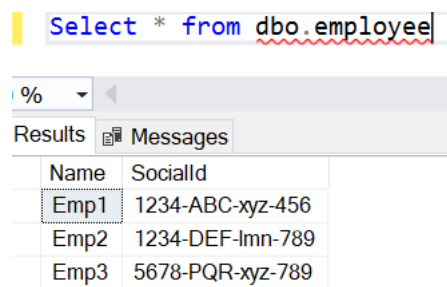 Select * from dbo.employee
%
Results Messages
Name SocialId
Emp1 1234-ABC-xyz-456
Emp2 1234-DEF-lmn-789
Emp3 5678-PQR-xyz-789